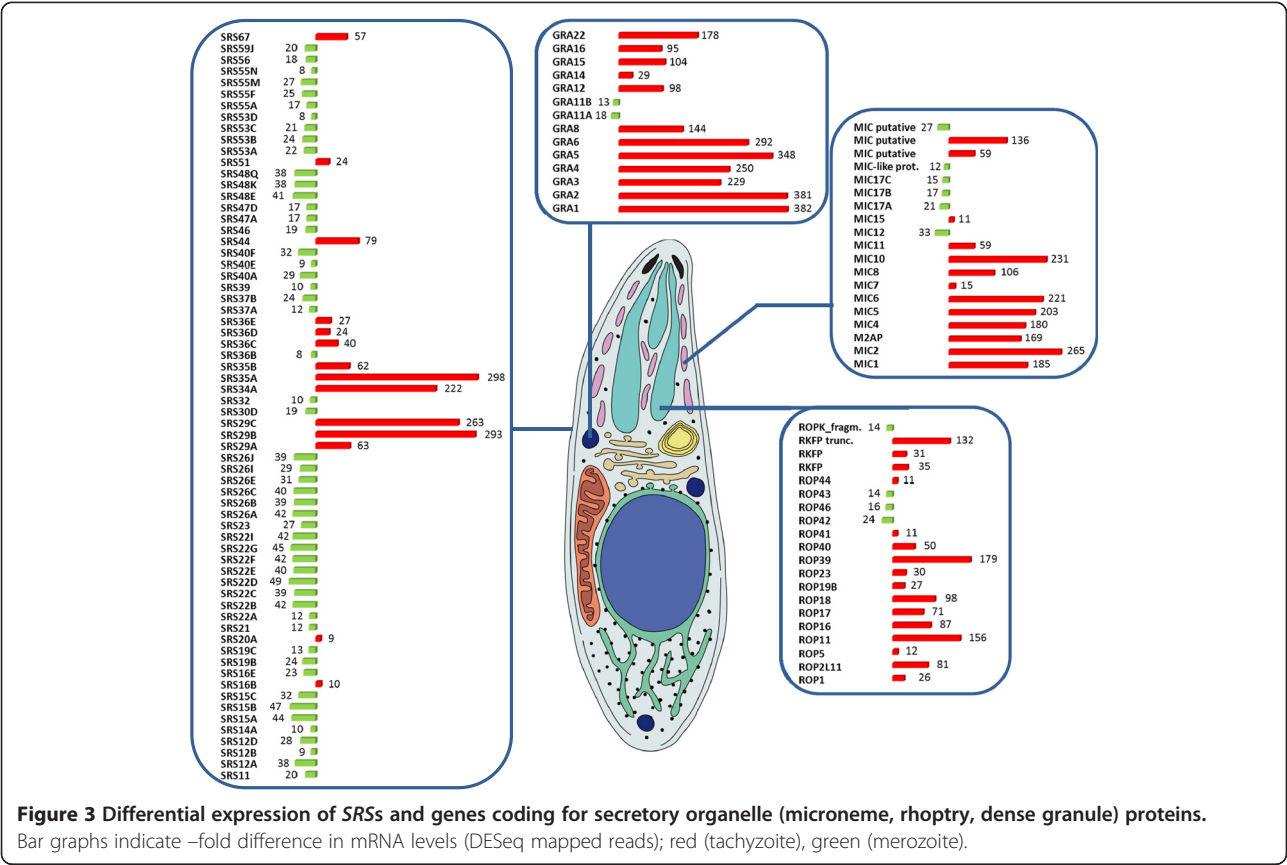 SRS67 57
SRS59J 20
SRS56 18
SRS55N 8
SRS55M 27
SRS55F 25
SRS55A 17
SRS53D 8
SRS53C 21
SRS53B 24
SRS53A 22
SRS51 24
SRS48Q 38
SRS48K 38
SRS48E 41
SRS47D 17
SRS47A 17
SRS46 19
SRS44 79
SRS40F 32
SRS40E 9
SRS40A 29
SRS39 10
SRS37B 24
SRS37A 12
SRS36E 27
SRS36D 24
SRS36C 40
SRS36B 8
SRS35B 62
SRS35A 298
SRS34A 222
SRS32 10
SRS30D 19
SRS29C 263
SRS29B 293
SRS29A 63
SRS26J 39
SRS26I 29
SRS26E 31
SRS26C 40
SRS26B 39
SRS26A 42
SRS23 27
SRS22I 42
SRS22G 45
SRS22F 42
SRS22E 40
SRS22D 49
SRS22C 39
SRS22B 42
SRS22A 12
SRS21 12
SRS20A 9
SRS19C 13
SRS19B 24
SRS16E 23
SRS16B 10
SRS15C 32
SRS15B 47
SRS15A 44
SRS14A 10
SRS12D 28
SRS12B 9
SRS12A 38
SRS11 20
GRA22 178
GRA16 95
GRA15 104
GRA14 29
GRA12 98
GRA11B 13
GRA11A 18
GRA8 144
GRA6 292
GRA5 348
GRA4 250
GRA3 229
GRA2 381
GRA1 382
MIC putative 27
MIC putative 136
MIC putative 59
MIC-like prot. 12
MIC17C 15
MIC17B 17
MIC17A 21
MIC15 11
MIC12 33
MIC11 59
MIC10 231
MIC8 106
MIC7 15
MIC6 221
MIC5 203
MIC4 180
M2AP 169
MIC2 265
MIC1 185
ROPK_fragm. 14
RKFP trunc. 132
RKFP 31
RKFP 35
ROP44 11
ROP43 14
ROP46 16
ROP42 24
ROP41 11
ROP40 50
ROP39 179
ROP23 30
ROP19B 27
ROP18 98
ROP17 71
ROP16 87
ROP11 156
ROP5 12
ROP2L11 81
ROP1 26
Figure 3 Differential expression of SRSs and genes coding for secretory organelle (microneme, rhoptry, dense granule) proteins.
Bar graphs indicate –fold difference in mRNA levels (DESeq mapped reads); red (tachyzoite), green (merozoite).